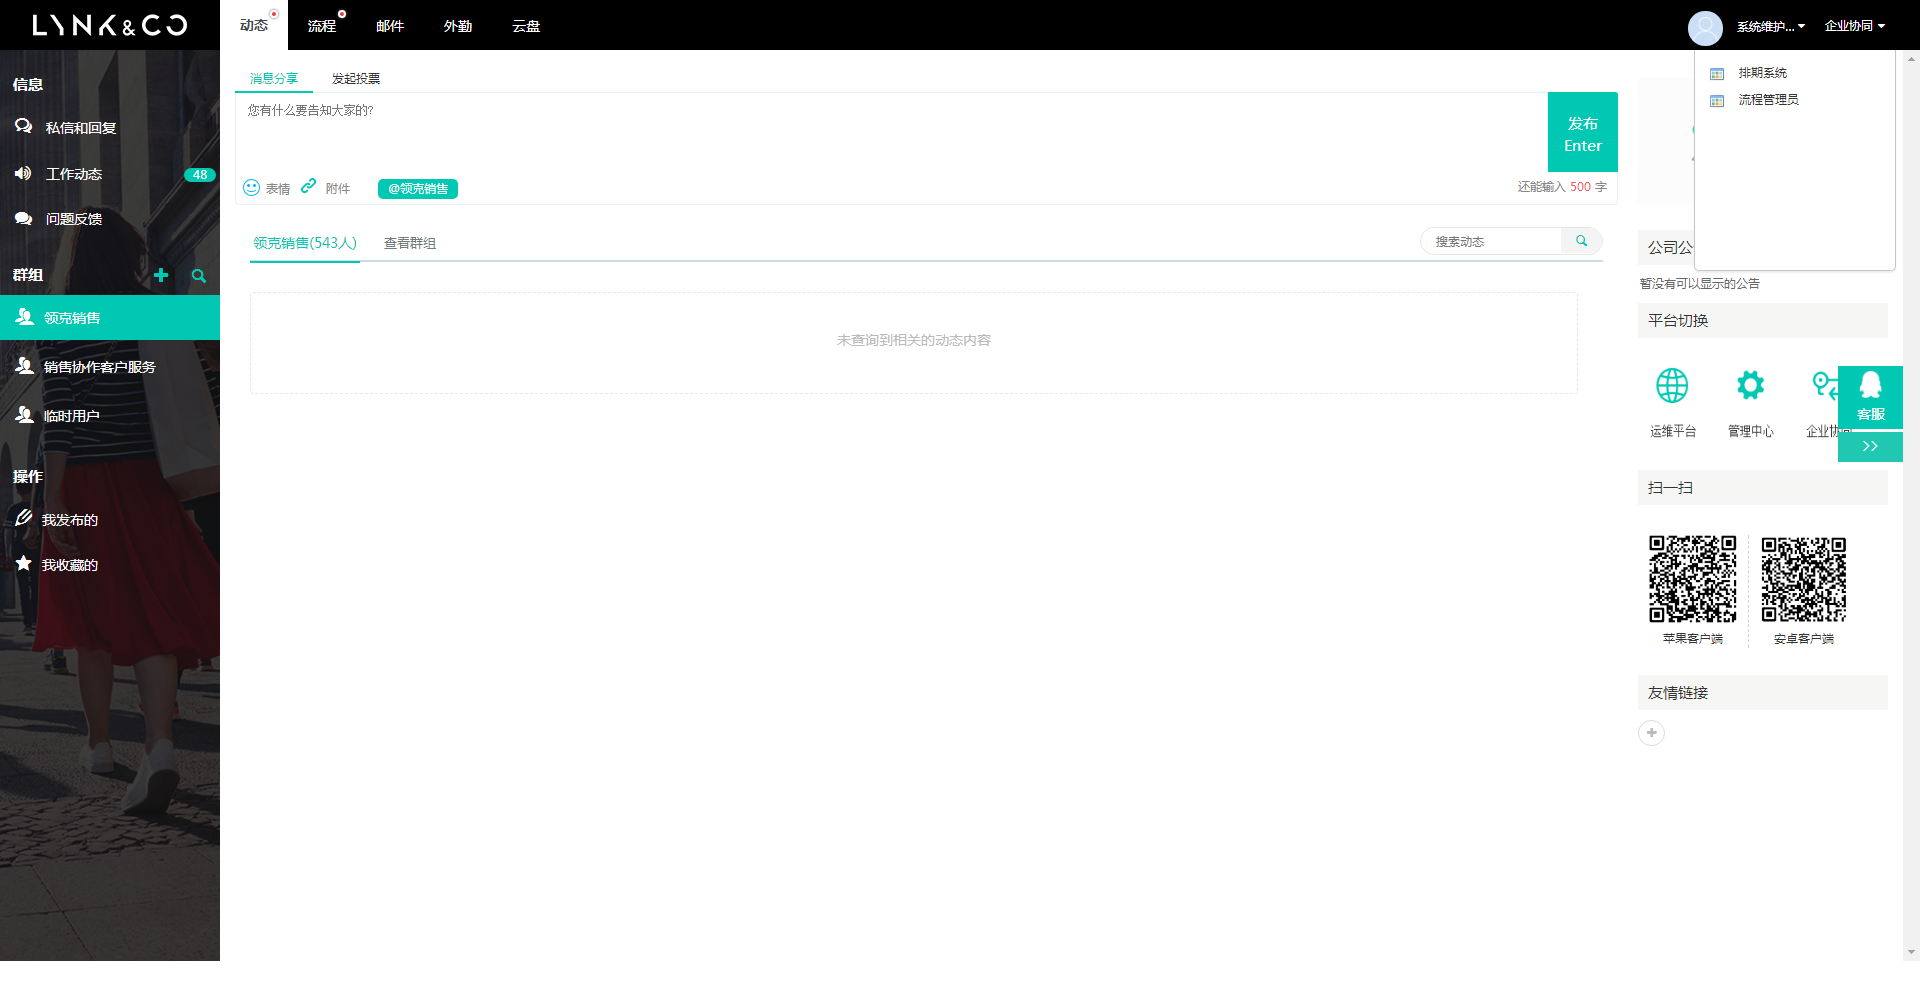 LYNK&CO
动态
流程
邮件
外勤
云盘
系统维护...
企业协同
信息
私信和回复
工作动态
48
问题反馈
群组
领克销售
销售协作客户服务
临时用户
操作
我发布的
我收藏的
消息分享
发起投票
您有什么要告知大家的?
发布
Enter
表情
附件
@领克销售
还能输入 500 字
领克销售(543人)
查看群组
搜索动态
未查询到相关的动态内容
排期系统
流程管理员
公司公
暂没有可以显示的公告
平台切换
运维平台
管理中心
企业协同
客服
>>
扫一扫
苹果客户端
安卓客户端
友情链接